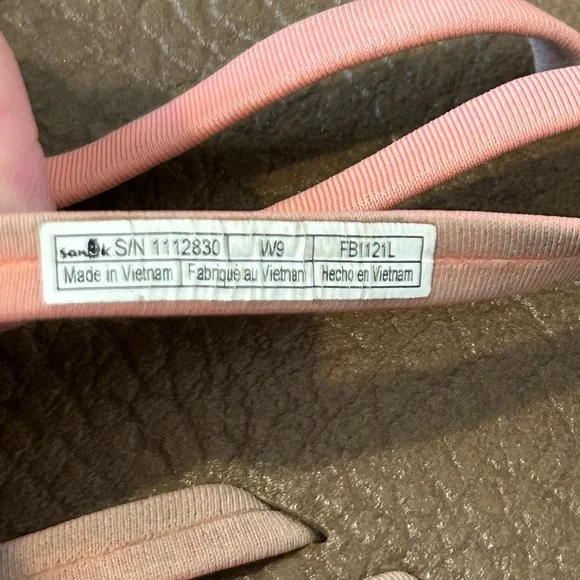 sanuk S/N 1112830 W9 FB1121L
Made in Vietnam Fabriqué au Vietnam Hecho en Vietnam